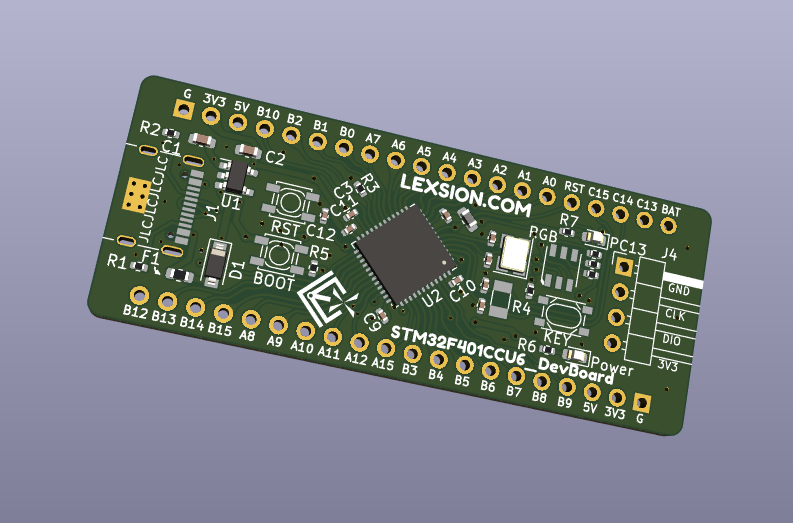 G 3V3 5V B10 B2 B1 B0 A7 A6 A5 A4 A3 A2 A1 A0 RST C15 C14 C13 BAT
R2
C1
C2
C3
R3
C11
LEXSION.COM
R7
PC13
J4
JLCJLCJLCJLC
J1
U1
RST
C12
R5
GND
CLK
DIO
3V3
F1
R1
D1
BOOT
U2
C10
C9
R4
KEY
R6
Power
STM32F401CCU6_DevBoard
B12 B13 B14 B15 A8 A9 A10 A11 A12 A15 B3 B4 B5 B6 B7 B8 B9 5V 3V3 G